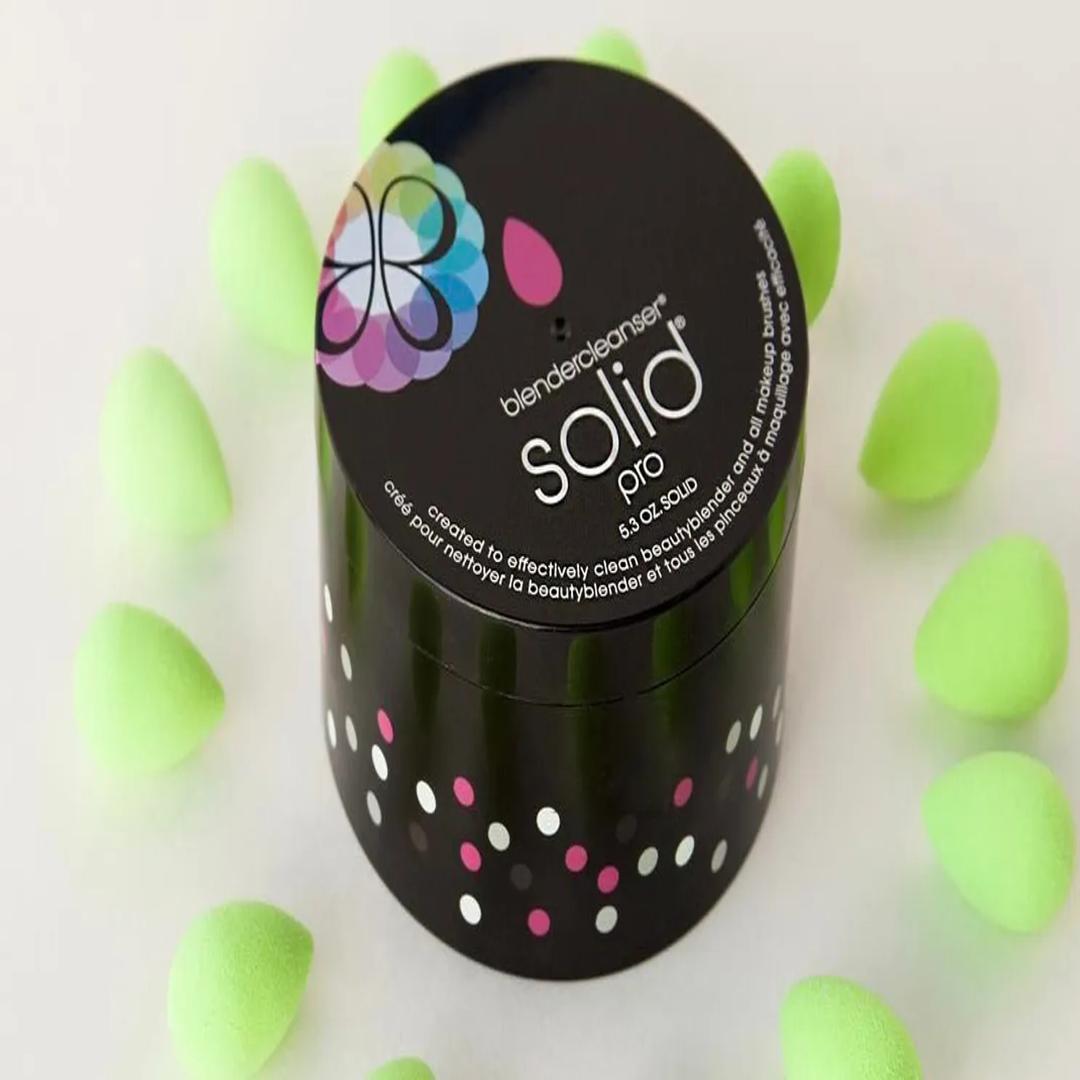 blendercleanser®
solid®
pro
5.3 OZ.SOLID
created to effectively clean beautyblender and all makeup brushes
créé pour nettoyer la beautyblender et tous les pinceaux à maquillage avec efficacité